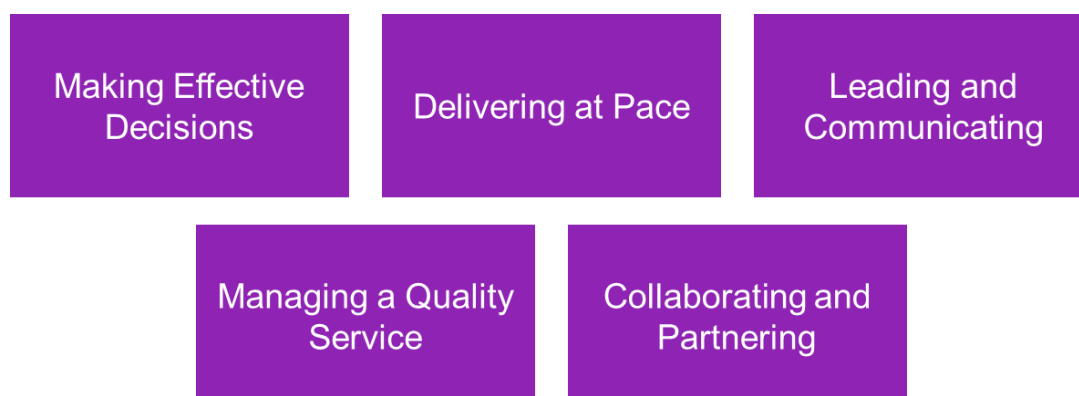 Making Effective
Decisions
Delivering at Pace
Leading and
Communicating
Managing a Quality
Service
Collaborating and
Partnering